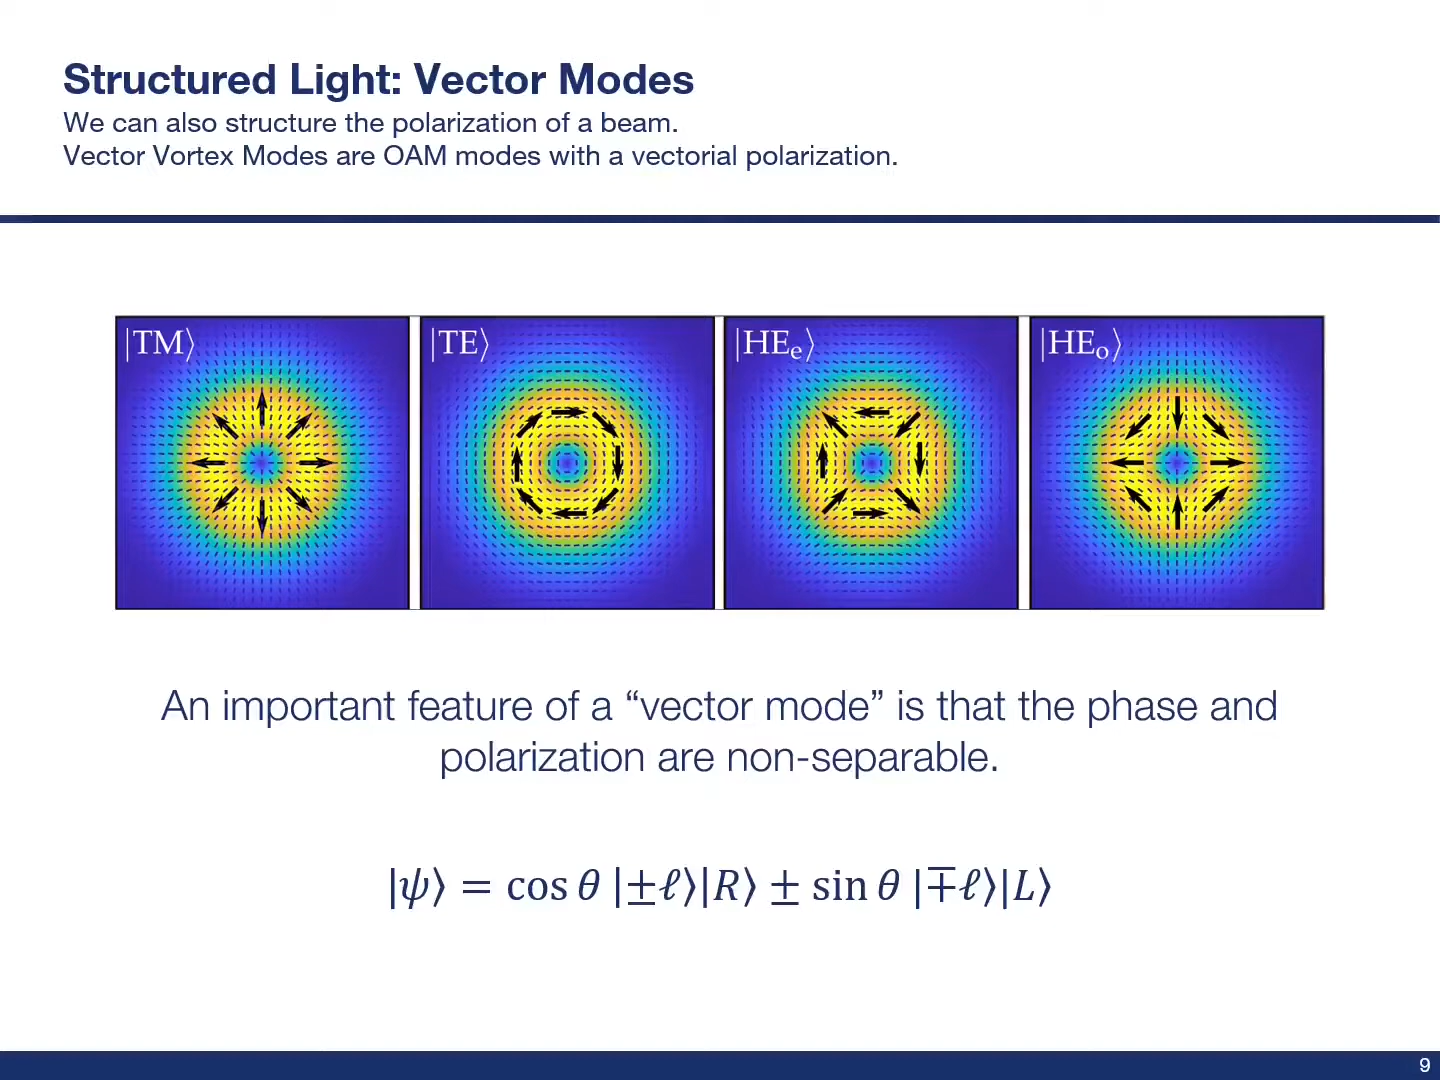 Structured Light: Vector Modes
We can also structure the polarization of a beam.
Vector Vortex Modes are OAM modes with a vectorial polarization.
|TM⟩ |TE⟩ |HEₑ⟩ |HEₒ⟩
An important feature of a “vector mode” is that the phase and
polarization are non-separable.
|ψ⟩ = cos θ |±ℓ⟩|R⟩ ± sin θ |∓ℓ⟩|L⟩
9